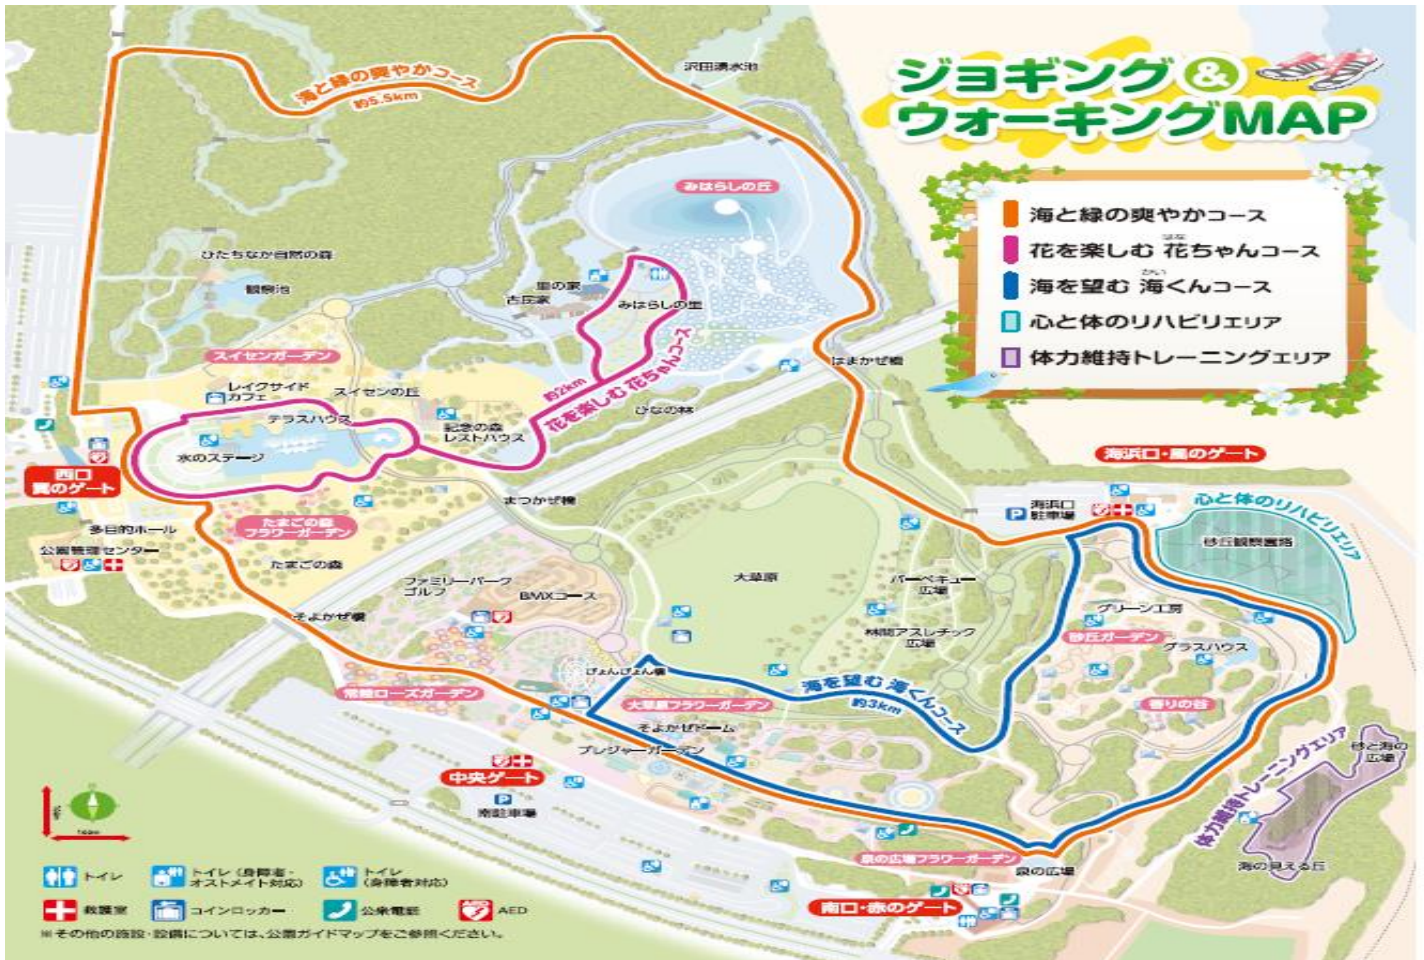 ジョギング&
ウォーキングMAP
海と緑の爽やかコース
花を楽しむ 花ちゃんコース
はな
海を望む 海くんコース
かい
心と体のリハビリエリア
体力維持トレーニングエリア
海と緑の爽やかコース
約5.5km
沢田湧水池
みはらしの丘
ひたちなか自然の森
観察池
里の家
古民家
みはらしの里
はまかぜ橋
スイセンガーデン
レイクサイド
カフェ
スイセンの丘
テラスハウス
水のステージ
記念の森
レストハウス
約2km
花を楽しむ 花ちゃんコース
ひなの林
西口
翼のゲート
まつかぜ橋
多目的ホール
たまごの森
フラワーガーデン
公園管理センター
たまごの森
海浜口・風のゲート
海浜口
駐車場
心と体のリハビリエリア
砂丘観察園路
ファミリーパーク
ゴルフ
BMXコース
大草原
バーベキュー
広場
林間アスレチック
広場
グリーン工房
砂丘ガーデン
グラスハウス
そよかぜ橋
ぴょんぴょん橋
常陸ローズガーデン
大草原フラワーガーデン
海を望む 海くんコース
約3km
香りの谷
そよかぜドーム
プレジャーガーデン
中央ゲート
南駐車場
体力維持トレーニングエリア
砂と海の
広場
海の見える丘
泉の広場フラワーガーデン
泉の広場
南口・赤のゲート
トイレ
トイレ（身障者・
オストメイト対応）
トイレ
（身障者対応）
救護室
コインロッカー
公衆電話
AED
※その他の施設・設備については、公園ガイドマップをご参照ください。